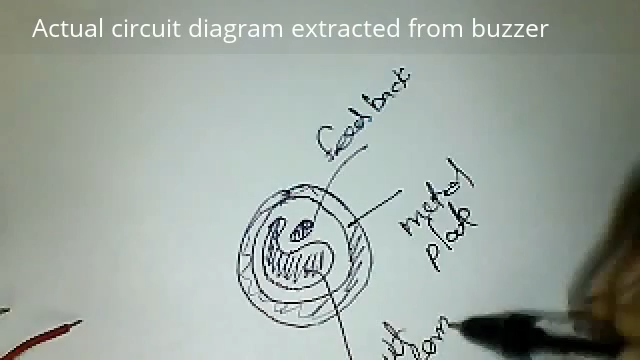 Actual circuit diagram extracted from buzzer
feedback
metal
plate